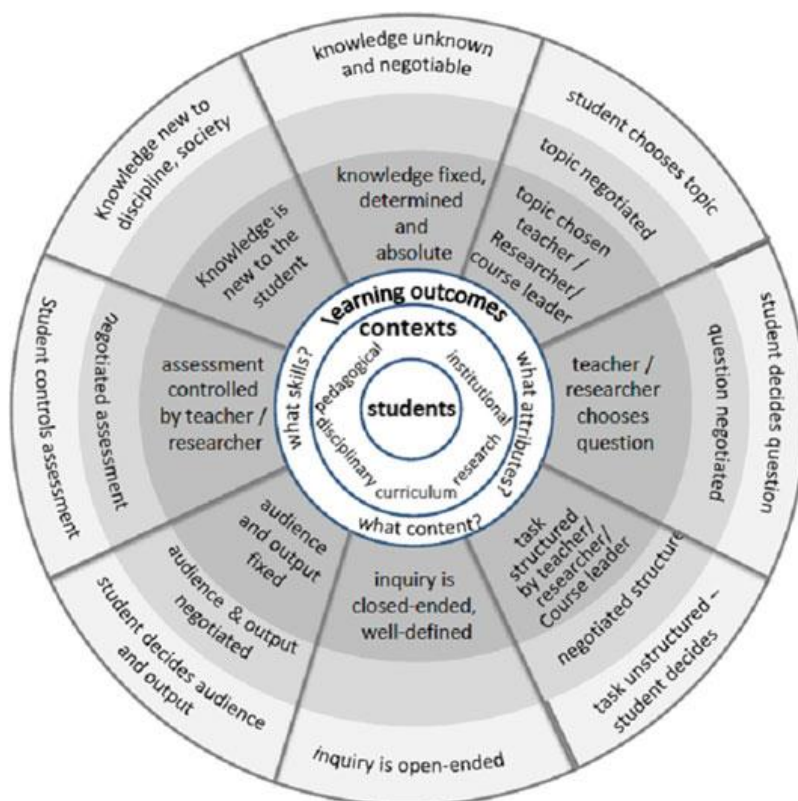 knowledge unknown
and negotiable
knowledge fixed,
determined
and
absolute
student chooses topic
topic negotiated
topic chosen
teacher /
Researcher/
course leader
student decides question
question negotiated
teacher /
researcher
chooses
question
task unstructured –
student decides
negotiated structure
task
structured
by teacher/
researcher/
Course leader
inquiry is
closed-ended,
well-defined
inquiry is open-ended
audience
and output
fixed
audience & output
negotiated
student decides audience
and output
assessment
controlled
by teacher /
researcher
negotiated assessment
Student controls assessment
Knowledge new to
discipline, society
Knowledge is
new to the
student
learning outcomes
what skills?
what attributes?
what content?
contexts
pedagogical
institutional
disciplinary
research
curriculum
students